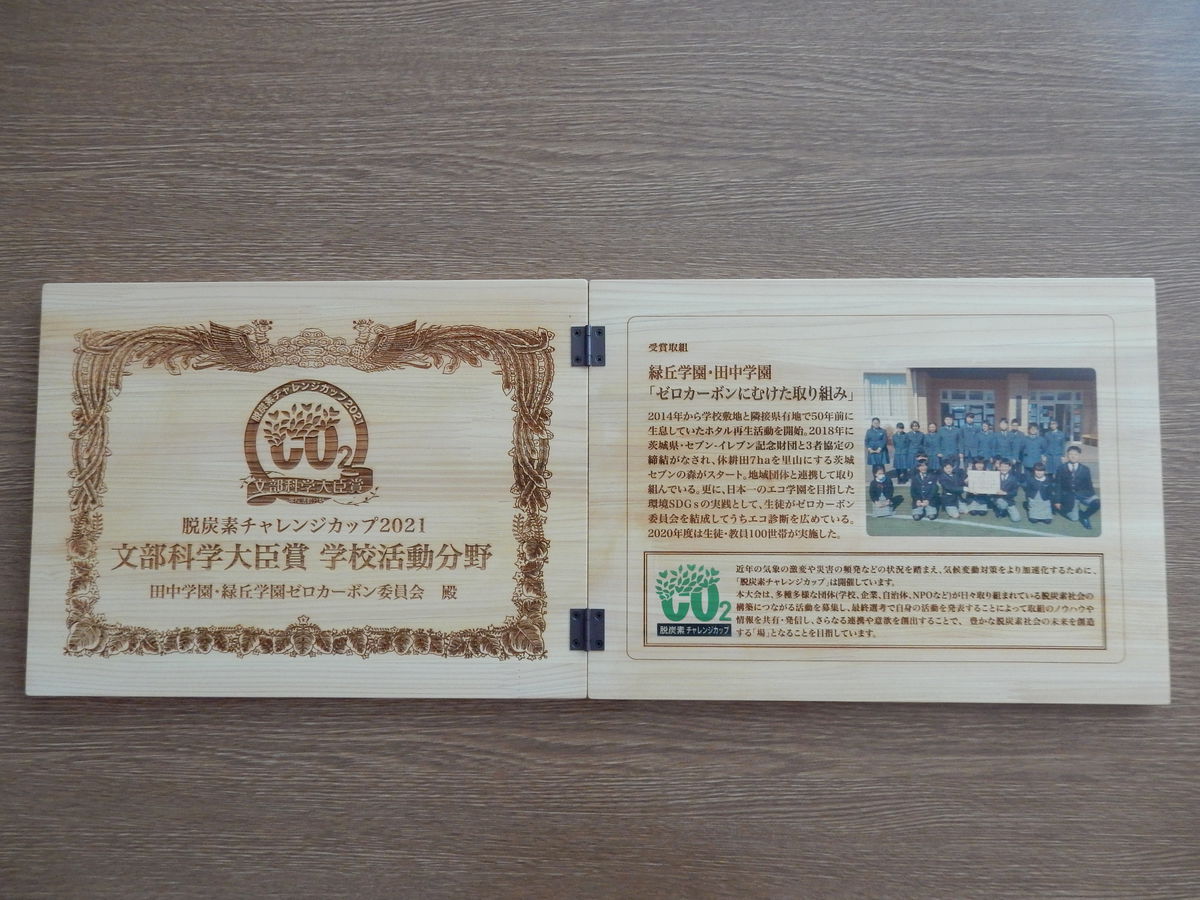 脱炭素チャレンジカップ2021
CO2
文部科学大臣賞
脱炭素チャレンジカップ2021
文部科学大臣賞 学校活動分野
田中学園・緑丘学園ゼロカーボン委員会 殿
受賞取組
緑丘学園・田中学園
「ゼロカーボンにむけた取り組み」
2014年から学校敷地と隣接県有地で50年前に
生息していたホタル再生活動を開始。2018年に
茨城県・セブン-イレブン記念財団と3者協定の
締結がなされ、休耕田7haを里山にする茨城
セブンの森がスタート。地域団体と連携して取り
組んでいる。更に、日本一のエコ学園を目指した
環境SDGsの実践として、生徒がゼロカーボン
委員会を結成してうちエコ診断を広めている。
2020年度は生徒・教員100世帯が実施した。
CO2
脱炭素チャレンジカップ
近年の気象の激変や災害の頻発などの状況を踏まえ、気候変動対策をより加速化するために、
「脱炭素チャレンジカップ」は開催しています。
本大会は、多種多様な団体(学校、企業、自治体、NPOなど)が日々取り組まれている脱炭素社会の
構築につながる活動を募集し、最終選考で自身の活動を発表することによって取組のノウハウや
情報を共有・発信し、さらなる連携や意欲を創出することで、 豊かな脱炭素社会の未来を創造
する「場」となることを目指しています。